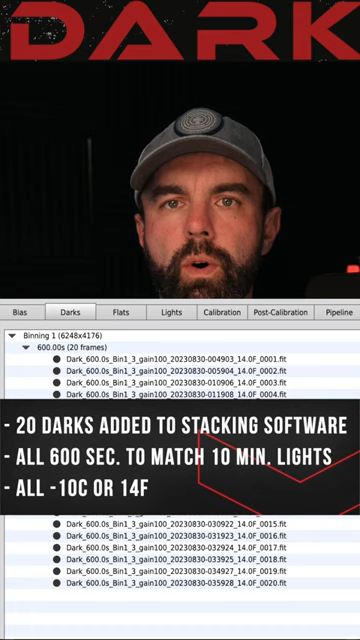 DARK
Bias Darks Flats Lights Calibration Post-Calibration Pipeline
Binning 1 (6248x4176)
600.00s (20 frames)
Dark_600.0s_Bin1_3_gain100_20230830-004903_14.0F_0001.fit
Dark_600.0s_Bin1_3_gain100_20230830-005904_14.0F_0002.fit
Dark_600.0s_Bin1_3_gain100_20230830-010906_14.0F_0003.fit
Dark_600.0s_Bin1_3_gain100_20230830-011908_14.0F_0004.fit
- 20 DARKS ADDED TO STACKING SOFTWARE
- ALL 600 SEC. TO MATCH 10 MIN. LIGHTS
- ALL -10C OR 14F
Dark_600.0s_Bin1_3_gain100_20230830-030922_14.0F_0015.fit
Dark_600.0s_Bin1_3_gain100_20230830-031923_14.0F_0016.fit
Dark_600.0s_Bin1_3_gain100_20230830-032924_14.0F_0017.fit
Dark_600.0s_Bin1_3_gain100_20230830-033925_14.0F_0018.fit
Dark_600.0s_Bin1_3_gain100_20230830-034927_14.0F_0019.fit
Dark_600.0s_Bin1_3_gain100_20230830-035928_14.0F_0020.fit